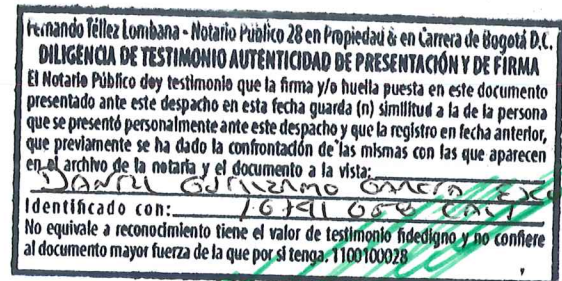 Fernando Téllez Lombana - Notario Público 28 en Propiedad & en Carrera de Bogotá D.C.
DILIGENCIA DE TESTIMONIO AUTENTICIDAD DE PRESENTACIÓN Y DE FIRMA
El Notario Público doy testimonio que la firma y/o huella puesta en este documento
presentado ante este despacho en esta fecha guarda (n) similitud a la de la persona
que se presentó personalmente ante este despacho y que la registro en fecha anterior,
que previamente se ha dado la confrontación de las mismas con las que aparecen
en el archivo de la notaría y el documento a la vista:
DANIEL GUILLERMO GARCIA
Identificado con:
No equivale a reconocimiento tiene el valor de testimonio fidedigno y no confiere
al documento mayor fuerza de la que por sí tenga. 1100100028